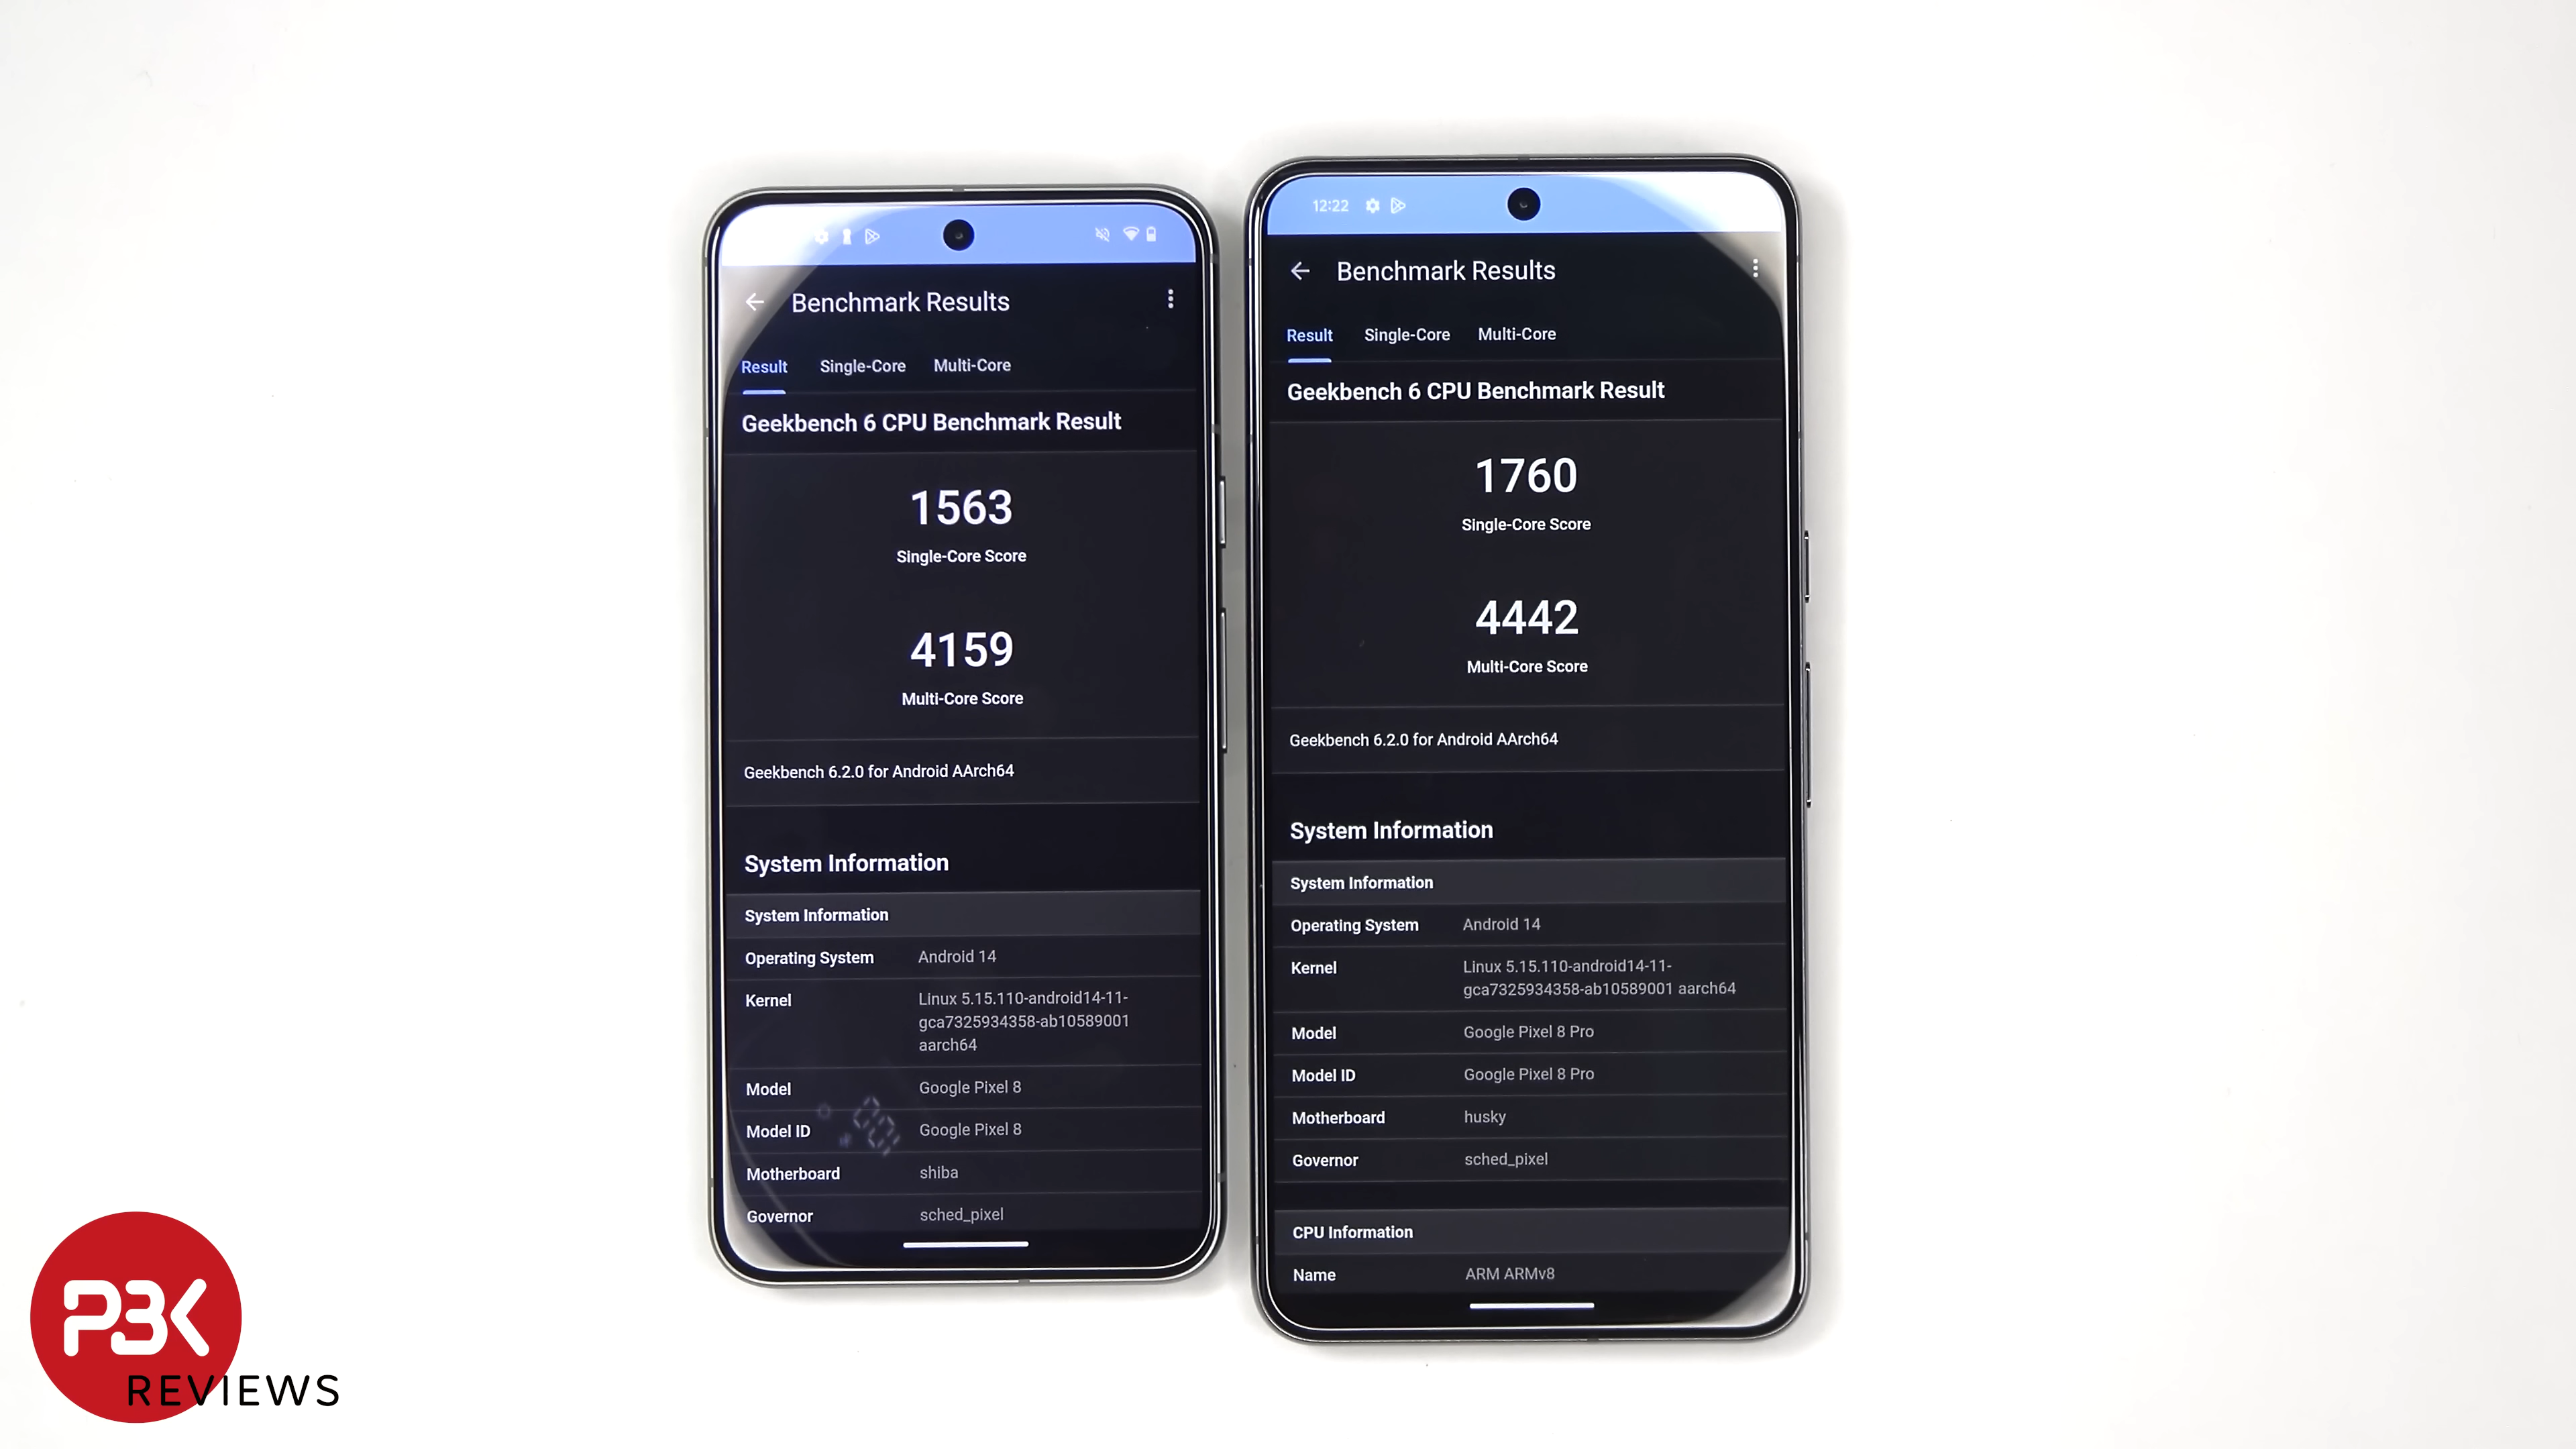 Benchmark Results
Result Single-Core Multi-Core
Geekbench 6 CPU Benchmark Result
1563
Single-Core Score
4159
Multi-Core Score
Geekbench 6.2.0 for Android AArch64
System Information
System Information
Operating System Android 14
Kernel Linux 5.15.110-android14-11-
gca7325934358-ab10589001
aarch64
Model Google Pixel 8
Model ID Google Pixel 8
Motherboard shiba
Governor sched_pixel
12:22
Benchmark Results
Result Single-Core Multi-Core
Geekbench 6 CPU Benchmark Result
1760
Single-Core Score
4442
Multi-Core Score
Geekbench 6.2.0 for Android AArch64
System Information
System Information
Operating System Android 14
Kernel Linux 5.15.110-android14-11-
gca7325934358-ab10589001 aarch64
Model Google Pixel 8 Pro
Model ID Google Pixel 8 Pro
Motherboard husky
Governor sched_pixel
CPU Information
Name ARM ARMv8
PBK
REVIEWS